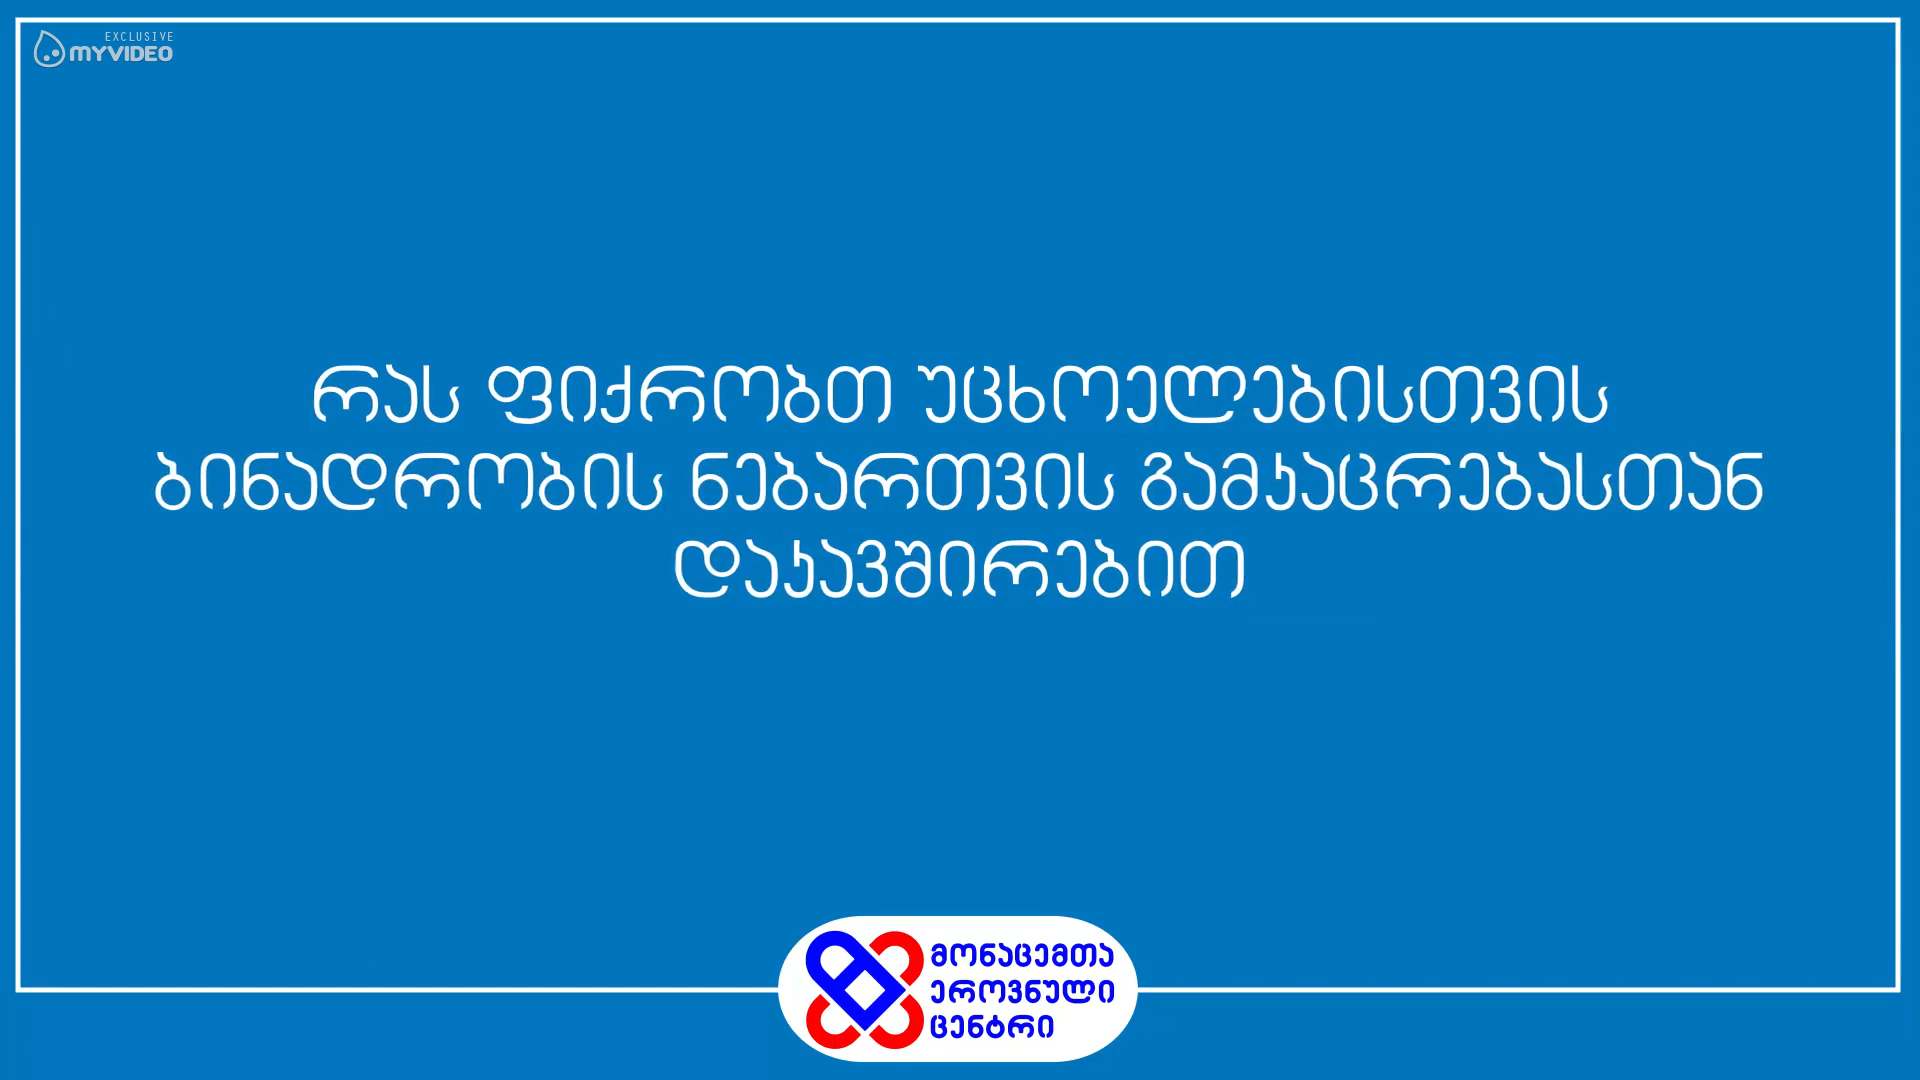 EXCLUSIVE
MYVIDEO
რას ფიქრობთ უცხოელებისთვის
ბინადრობის ნებართვის გამკაცრებასთან
დაკავშირებით
მონაცემთა
ეროვნული
ცენტრი